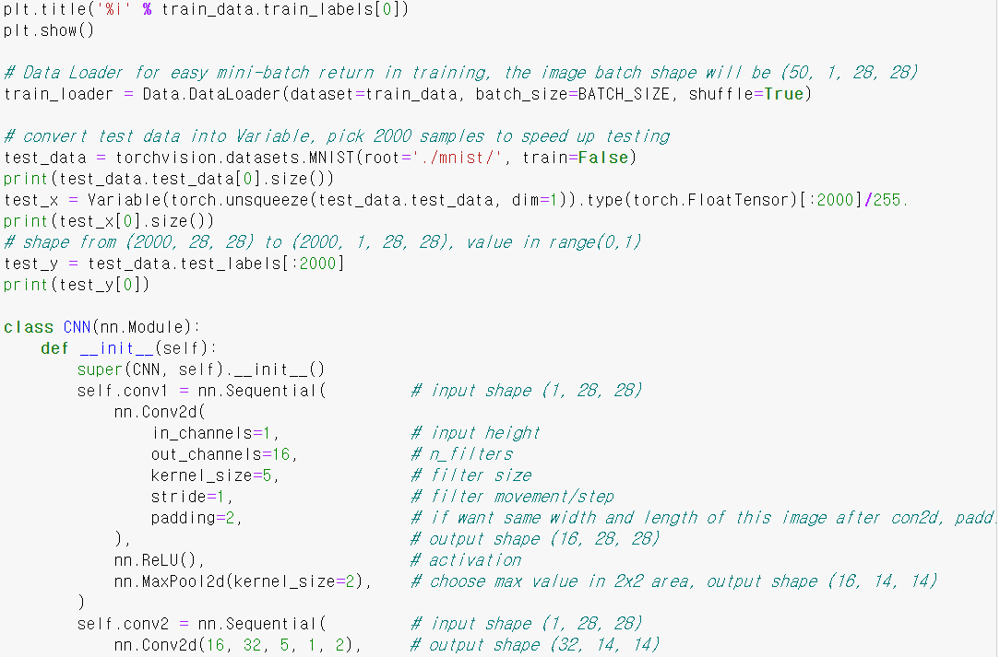 plt.title('%i' % train_data.train_labels[0])
plt.show()
# Data Loader for easy mini-batch return in training, the image batch shape will be (50, 1, 28, 28)
train_loader = Data.DataLoader(dataset=train_data, batch_size=BATCH_SIZE, shuffle=True)
# convert test data into Variable, pick 2000 samples to speed up testing
test_data = torchvision.datasets.MNIST(root='./mnist/', train=False)
print(test_data.test_data[0].size())
test_x = Variable(torch.unsqueeze(test_data.test_data, dim=1)).type(torch.FloatTensor)[:2000]/255.
print(test_x[0].size())
# shape from (2000, 28, 28) to (2000, 1, 28, 28), value in range(0,1)
test_y = test_data.test_labels[:2000]
print(test_y[0])
class CNN(nn.Module):
    def __init__(self):
        super(CNN, self).__init__()
        self.conv1 = nn.Sequential(         # input shape (1, 28, 28)
            nn.Conv2d(
                in_channels=1,              # input height
                out_channels=16,            # n_filters
                kernel_size=5,              # filter size
                stride=1,                   # filter movement/step
                padding=2,                  # if want same width and length of this image after con2d, padd
            ),                              # output shape (16, 28, 28)
            nn.ReLU(),                      # activation
            nn.MaxPool2d(kernel_size=2),    # choose max value in 2x2 area, output shape (16, 14, 14)
        )
        self.conv2 = nn.Sequential(         # input shape (1, 28, 28)
            nn.Conv2d(16, 32, 5, 1, 2),     # output shape (32, 14, 14)